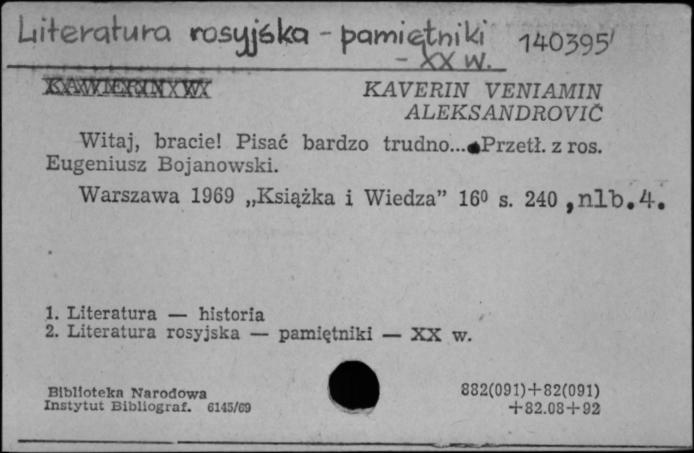 Literatura rosyjska - pamiętniki 140395
- XX w.
KAWIERIN W
KAVERIN VENIAMIN
ALEKSANDROVIČ
Witaj, bracie! Pisać bardzo trudno... Przetł. z ros.
Eugeniusz Bojanowski.
Warszawa 1969 „Książka i Wiedza” 16⁰ s. 240 , nlb. 4.
1. Literatura — historia
2. Literatura rosyjska — pamiętniki — XX w.
Biblioteka Narodowa 882(091)+82(091)
Instytut Bibliograf. 6145/69 +82.08+92